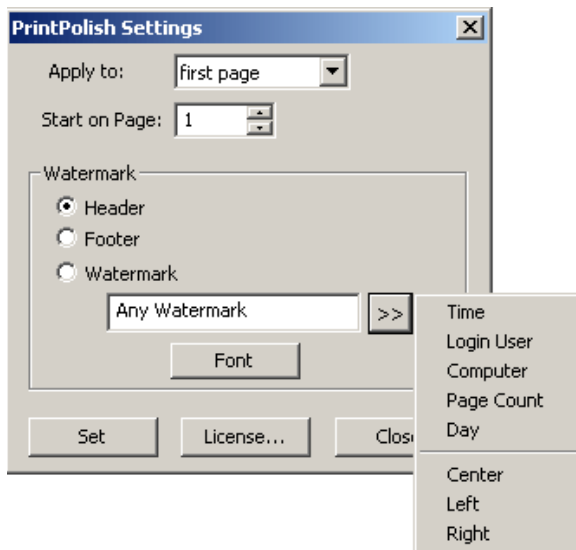 PrintPolish Settings
Apply to: first page
Start on Page: 1
Watermark
Header
Footer
Watermark
Any Watermark >>
Font
Set License...
Time
Login User
Computer
Page Count
Day
Center
Left
Right